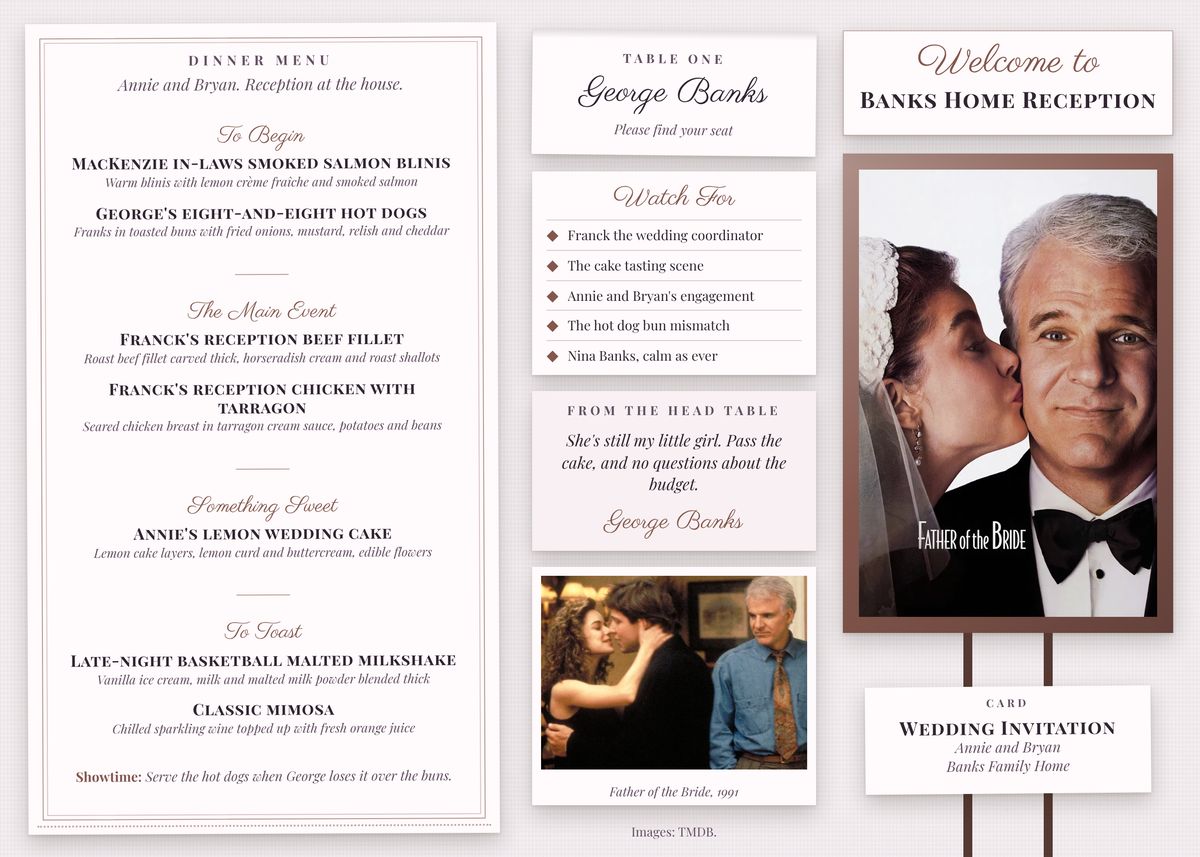 DINNER MENU
Annie and Bryan. Reception at the house.
To Begin
MacKenzie in-laws smoked salmon blinis
Warm blinis with lemon crème fraîche and smoked salmon
George's eight-and-eight hot dogs
Franks in toasted buns with fried onions, mustard, relish and cheddar
The Main Event
Franck's reception beef fillet
Roast beef fillet carved thick, horseradish cream and roast shallots
Franck's reception chicken with
tarragon
Seared chicken breast in tarragon cream sauce, potatoes and beans
Something Sweet
Annie's lemon wedding cake
Lemon cake layers, lemon curd and buttercream, edible flowers
To Toast
Late-night basketball malted milkshake
Vanilla ice cream, milk and malted milk powder blended thick
Classic mimosa
Chilled sparkling wine topped up with fresh orange juice
Showtime: Serve the hot dogs when George loses it over the buns.
TABLE ONE
George Banks
Please find your seat
Watch For
Franck the wedding coordinator
The cake tasting scene
Annie and Bryan's engagement
The hot dog bun mismatch
Nina Banks, calm as ever
FROM THE HEAD TABLE
She's still my little girl. Pass the
cake, and no questions about the
budget.
George Banks
Father of the Bride, 1991
Images: TMDB.
Welcome to
Banks Home Reception
Father of the Bride
CARD
Wedding Invitation
Annie and Bryan
Banks Family Home